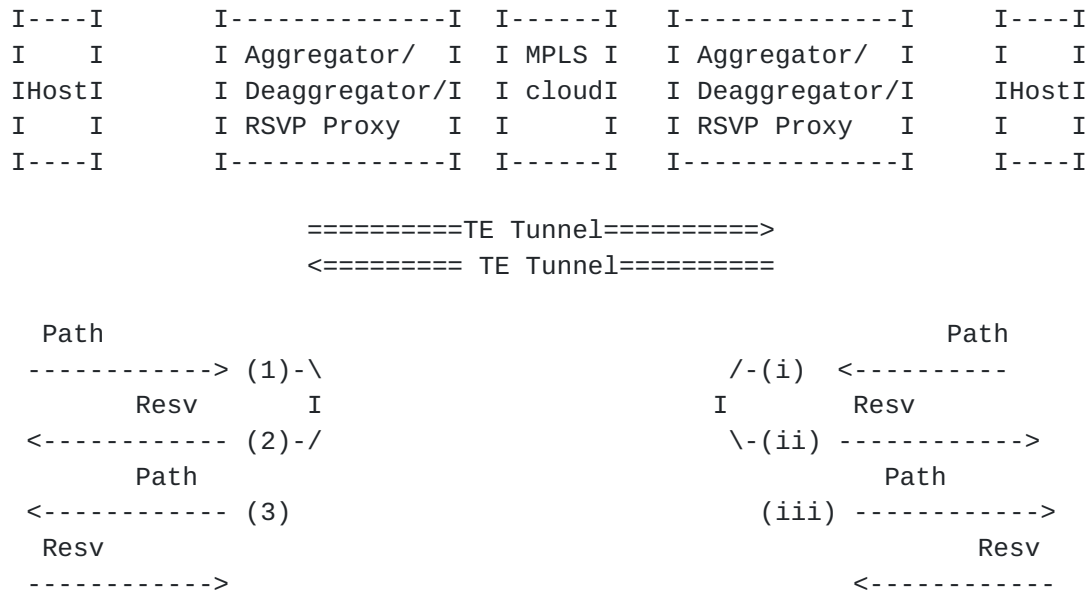 I----I       I--------------I  I------I   I--------------I     I----I
I    I       I Aggregator/  I  I MPLS I   I Aggregator/  I     I    I
IHostI       I Deaggregator/I  I cloudI   I Deaggregator/I     IHostI
I    I       I RSVP Proxy   I  I      I   I RSVP Proxy   I     I    I
I----I       I--------------I  I------I   I--------------I     I----I
==========TE Tunnel==========>
<========= TE Tunnel==========
Path                                                           Path
------------> (1)-\                           /-(i)  <----------
Resv        I                         I        Resv
<------------ (2)-/                           \-(ii) ------------>
Path                                             Path
<------------ (3)                               (iii) ------------>
Resv                                                             Resv
------------>                                         <------------